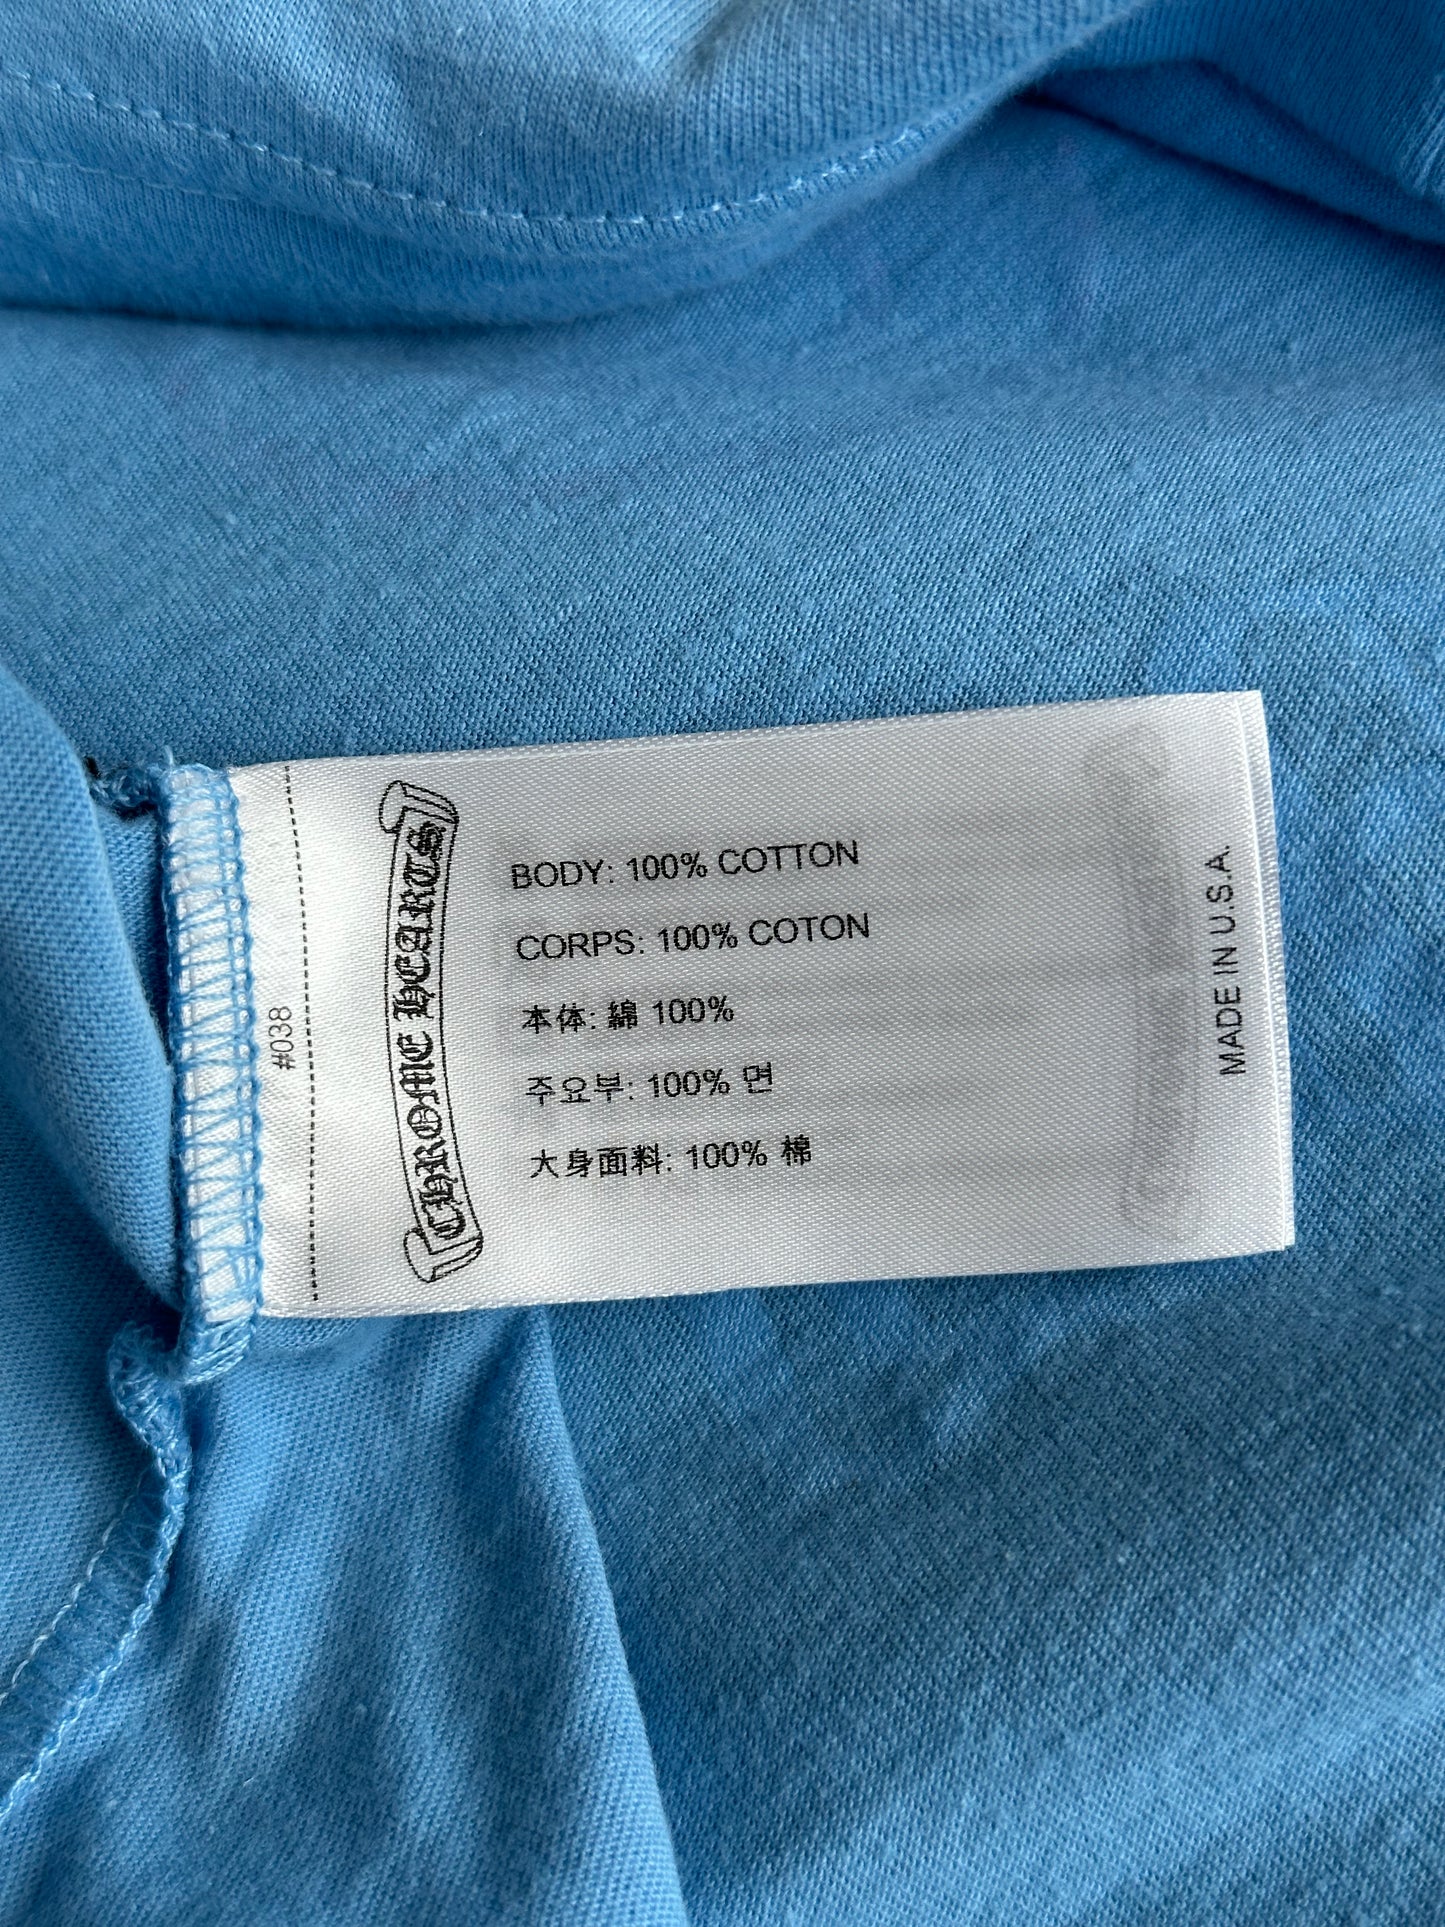 #038
CHROME HEARTS
BODY: 100% COTTON
CORPS: 100% COTON
本体: 綿 100%
주요부: 100% 면
大身面料: 100% 棉
MADE IN U.S.A.